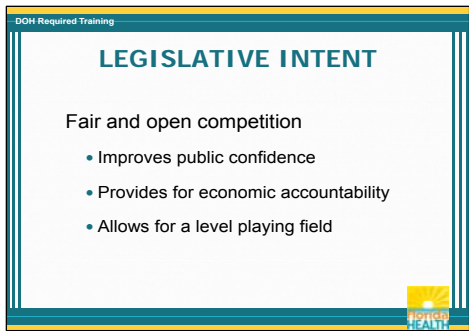 DOH Required Training
LEGISLATIVE INTENT
Fair and open competition
• Improves public confidence
• Provides for economic accountability
• Allows for a level playing field
Florida
HEALTH